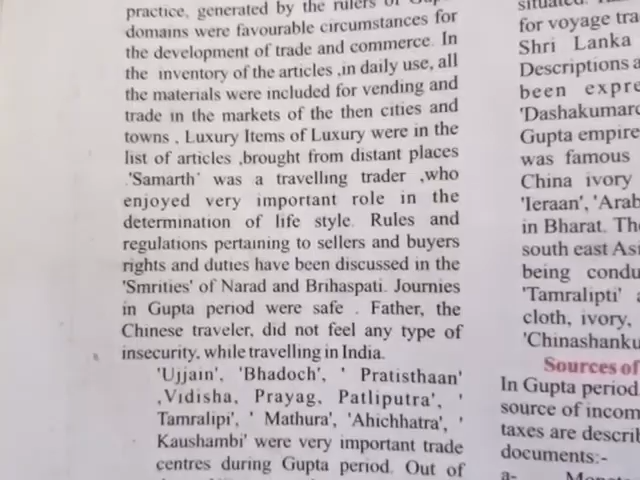 practice, generated by the rulers of
domains were favourable circumstances for
the development of trade and commerce. In
the inventory of the articles ,in daily use, all
the materials were included for vending and
trade in the markets of the then cities and
towns , Luxury Items of Luxury were in the
list of articles ,brought from distant places
.'Samarth' was a travelling trader ,who
enjoyed very important role in the
determination of life style. Rules and
regulations pertaining to sellers and buyers
rights and duties have been discussed in the
'Smrities' of Narad and Brihaspati. Journies
in Gupta period were safe . Father, the
Chinese traveler, did not feel any type of
insecurity, while travelling in India.
'Ujjain', 'Bhadoch', ' Pratisthaan'
,Vidisha, Prayag, Patliputra', '
Tamralipi', ' Mathura', 'Ahichhatra', '
Kaushambi' were very important trade
centres during Gupta period. Out of
situated.
for voyage tra
Shri Lanka
Descriptions a
been expre
'Dashakumarc
Gupta empire
was famous
China ivory
'Ieraan', 'Arab
in Bharat. The
south east Asi
being condu
'Tamralipti' a
cloth, ivory,
'Chinashanku
Sources of
In Gupta period
source of incom
taxes are describ
documents:-
a-